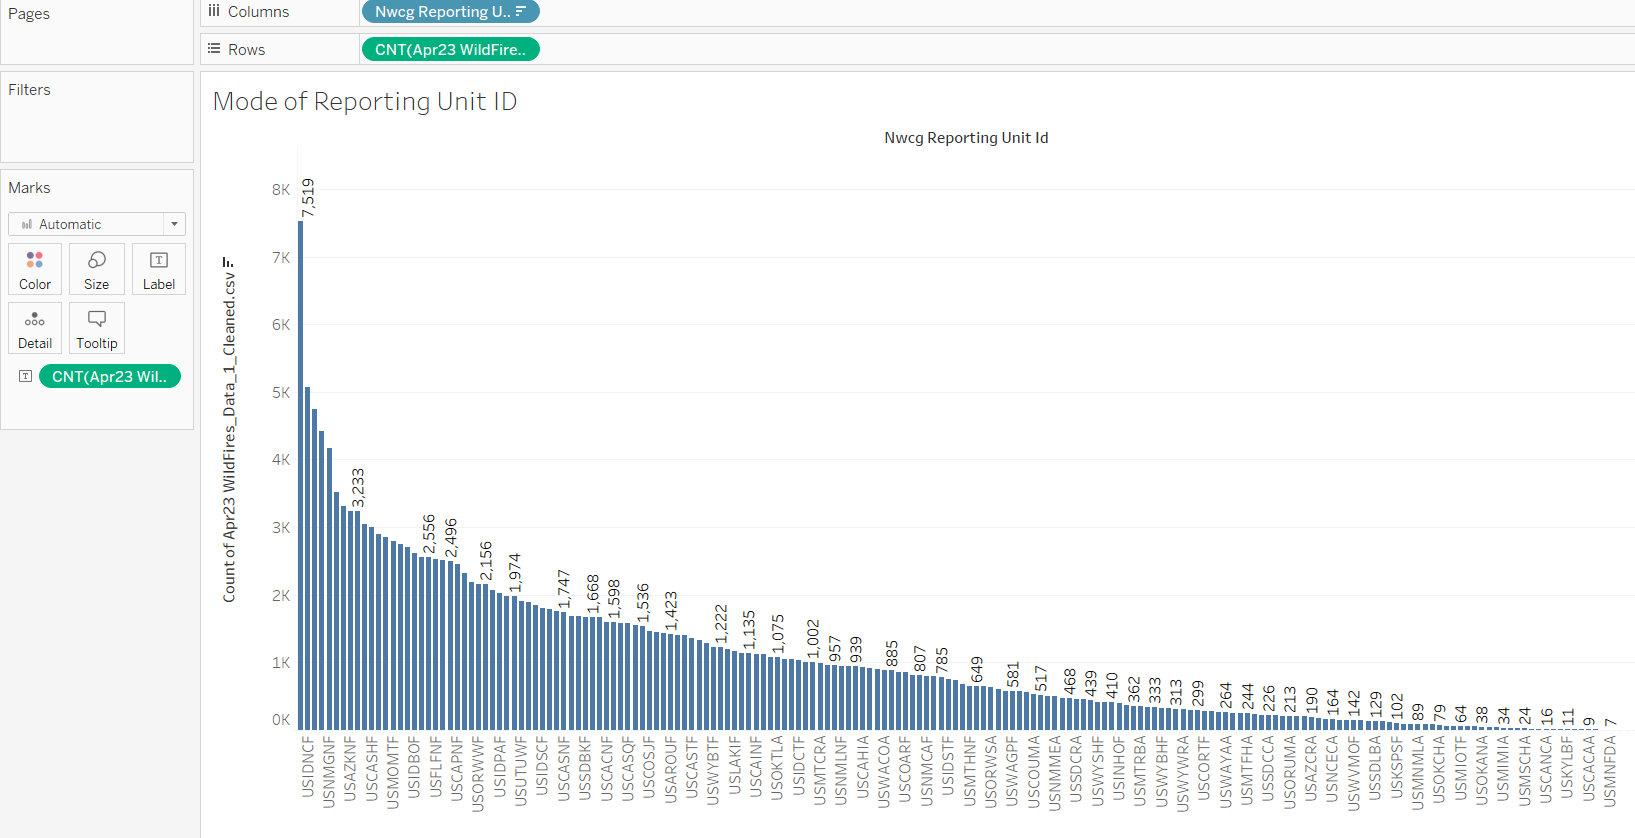 Pages
Columns
Nwcg Reporting U..
Rows
CNT(Apr23 WildFire..
Filters
Marks
Automatic
Color
Size
Label
Detail
Tooltip
CNT(Apr23 Wil..
Mode of Reporting Unit ID
Nwcg Reporting Unit Id
Count of Apr23 WildFires_Data_1_Cleaned.csv
8K
7K
6K
5K
4K
3K
2K
1K
0K
7,519
3,233
2,556
2,496
2,156
1,974
1,747
1,668
1,598
1,536
1,423
1,222
1,135
1,075
1,002
957
939
885
807
785
649
581
517
468
439
410
362
333
313
299
264
244
226
213
190
164
142
129
102
89
79
64
38
34
24
16
11
9
7
USIDNCF
USNMGNF
USAZKNF
USCASHF
USMOMTF
USIDBOF
USFLFNF
USCAPNF
USORWWF
USIDPAF
USUTUWF
USIDSCF
USCASNF
USSDBKF
USCACNF
USCASQF
USCOSJF
USAROUF
USCASTF
USWYBTF
USLAKIF
USCAINF
USOKTLA
USIDCTF
USMTCRA
USNMLNF
USCAHIA
USWACOA
USCOARF
USNMCAF
USIDSTF
USMTHNF
USORWSA
USWAGPF
USCOUMA
USNMMEA
USSDCRA
USWYSHF
USINHOF
USMTRBA
USWYBHF
USWYWRA
USCORTF
USWAYAA
USMTFHA
USSDCCA
USORUMA
USAZCRA
USNCECA
USWVMOF
USSDLBA
USKSPSF
USMNMLA
USOKCHA
USMIOTF
USOKANA
USMIMIA
USMSCHA
USCANCA
USKYLBF
USCACAA
USMNFDA